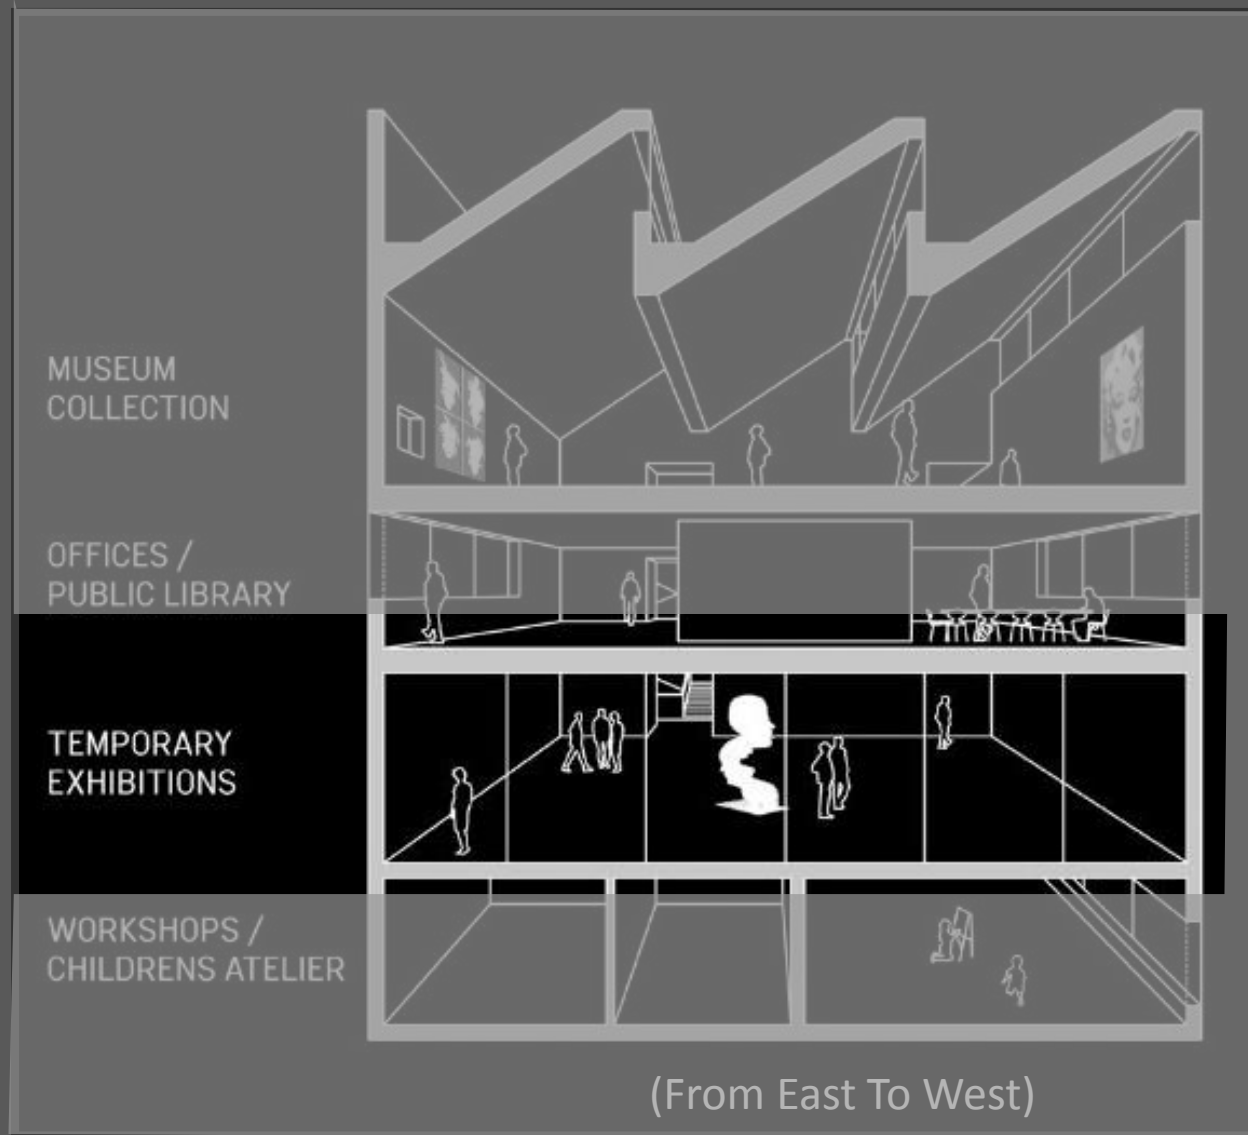 MUSEUM
COLLECTION
OFFICES /
PUBLIC LIBRARY
TEMPORARY
EXHIBITIONS
WORKSHOPS /
CHILDRENS ATELIER
(From East To West)